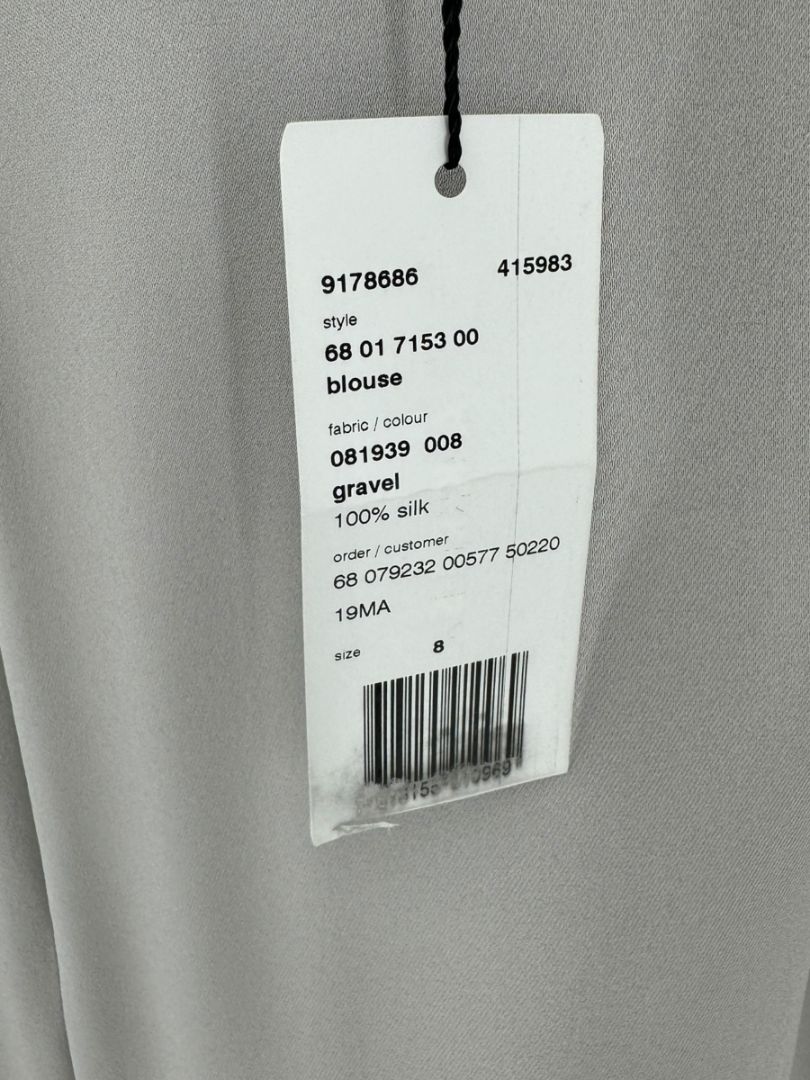 9178686 415983
style
68 01 7153 00
blouse
fabric / colour
081939 008
gravel
100% silk
order / customer
68 079232 00577 50220
19MA
size 8